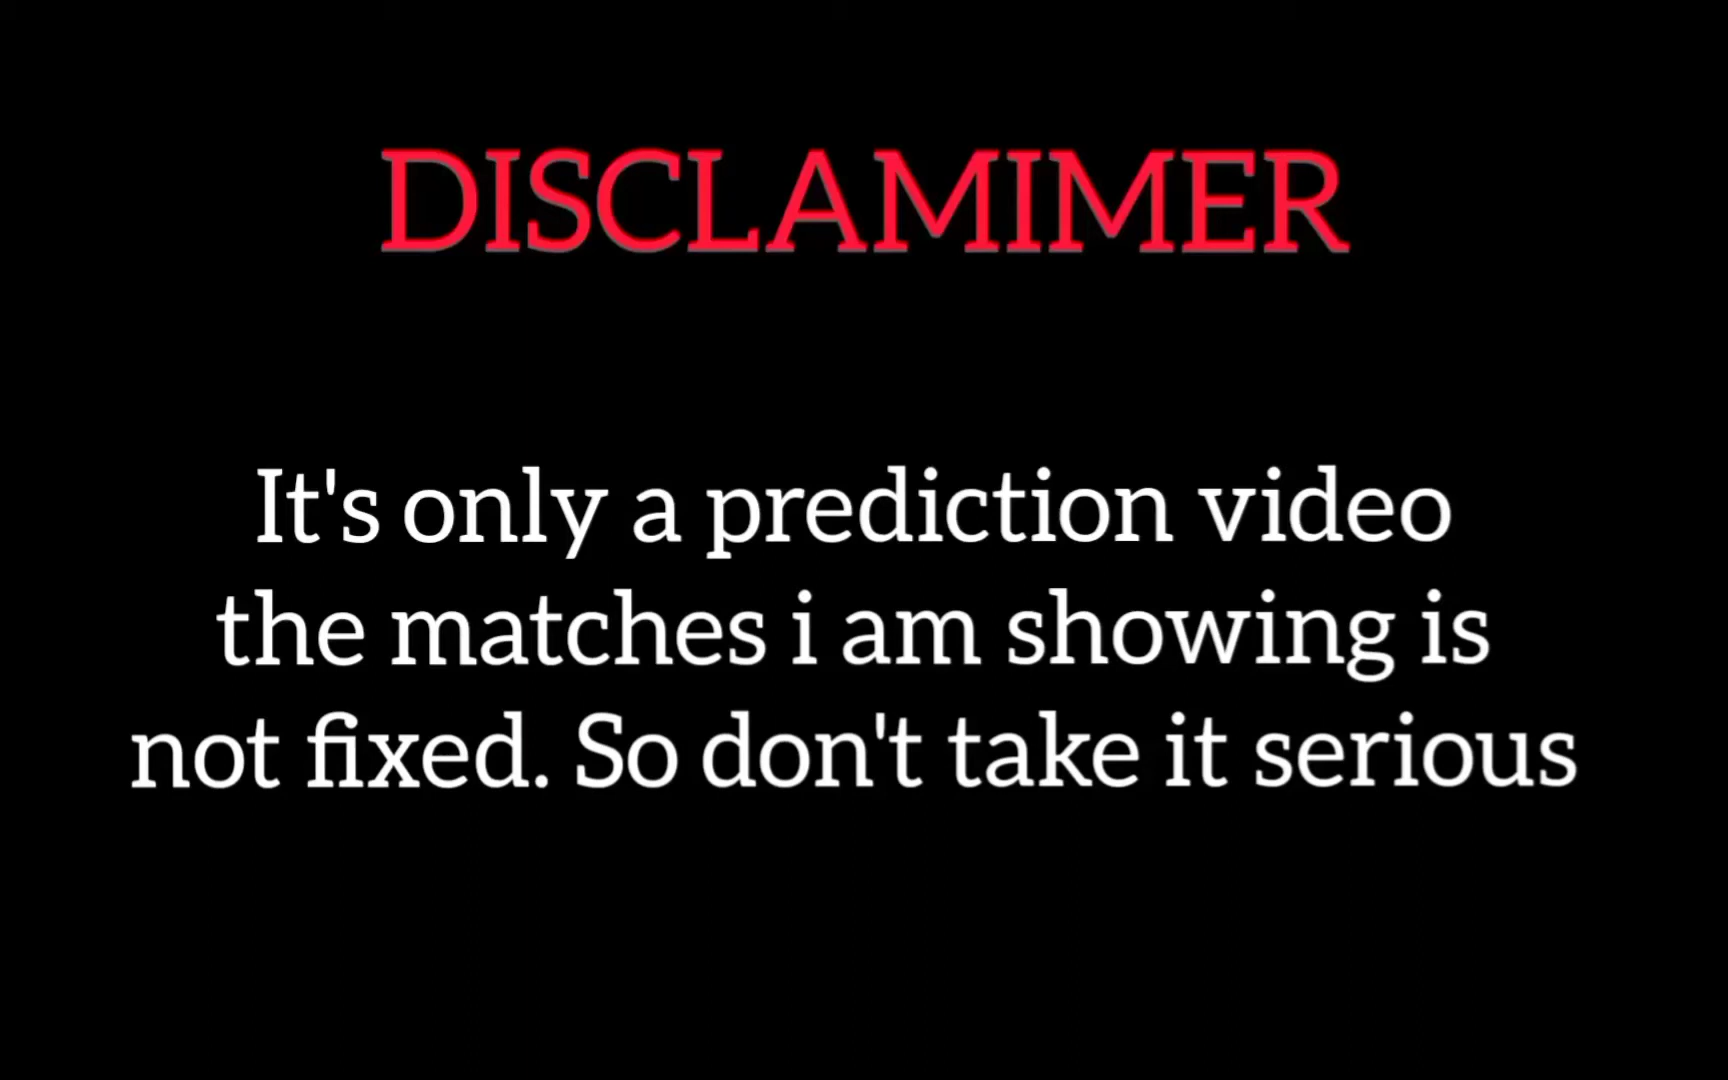 DISCLAMIMER
It's only a prediction video
the matches i am showing is
not fixed. So don't take it serious